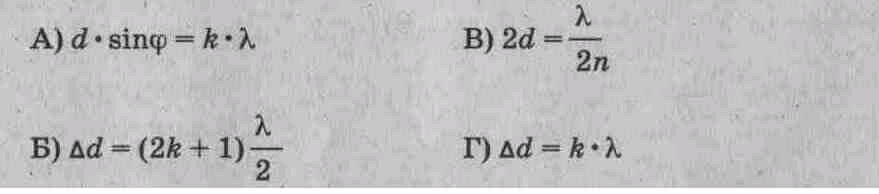 А) d · sinφ = k · λ
В) 2d = λ/2n
Б) Δd = (2k + 1) λ/2
Г) Δd = k · λ